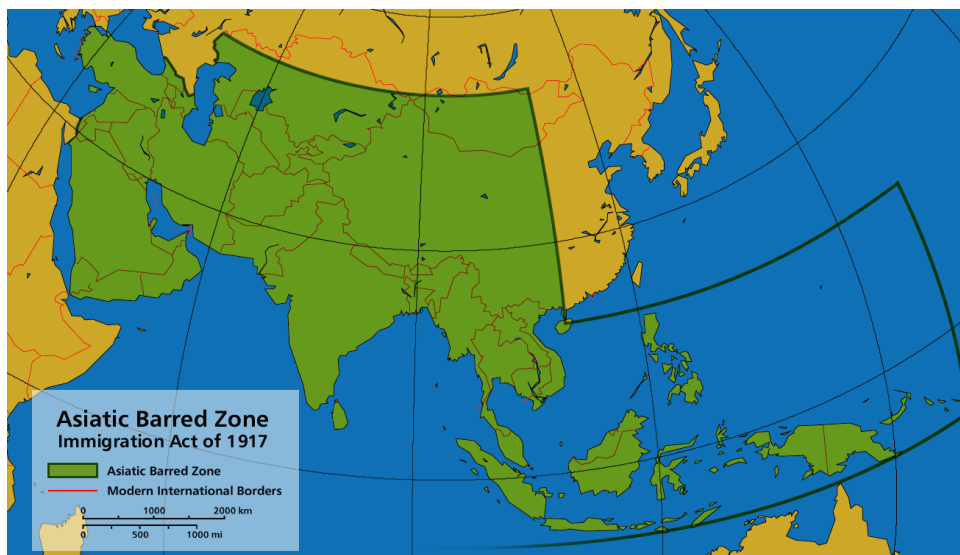 Asiatic Barred Zone
Immigration Act of 1917
Asiatic Barred Zone
Modern International Borders
0 1000 2000 km
0 500 1000 mi